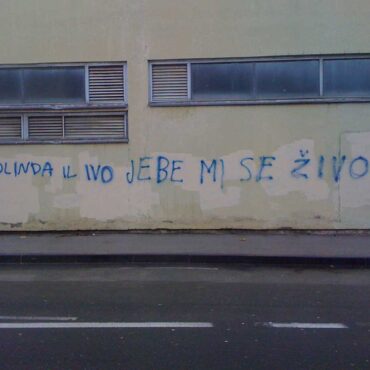 OLINDA IL IVO JEBE MI SE ŽIVO